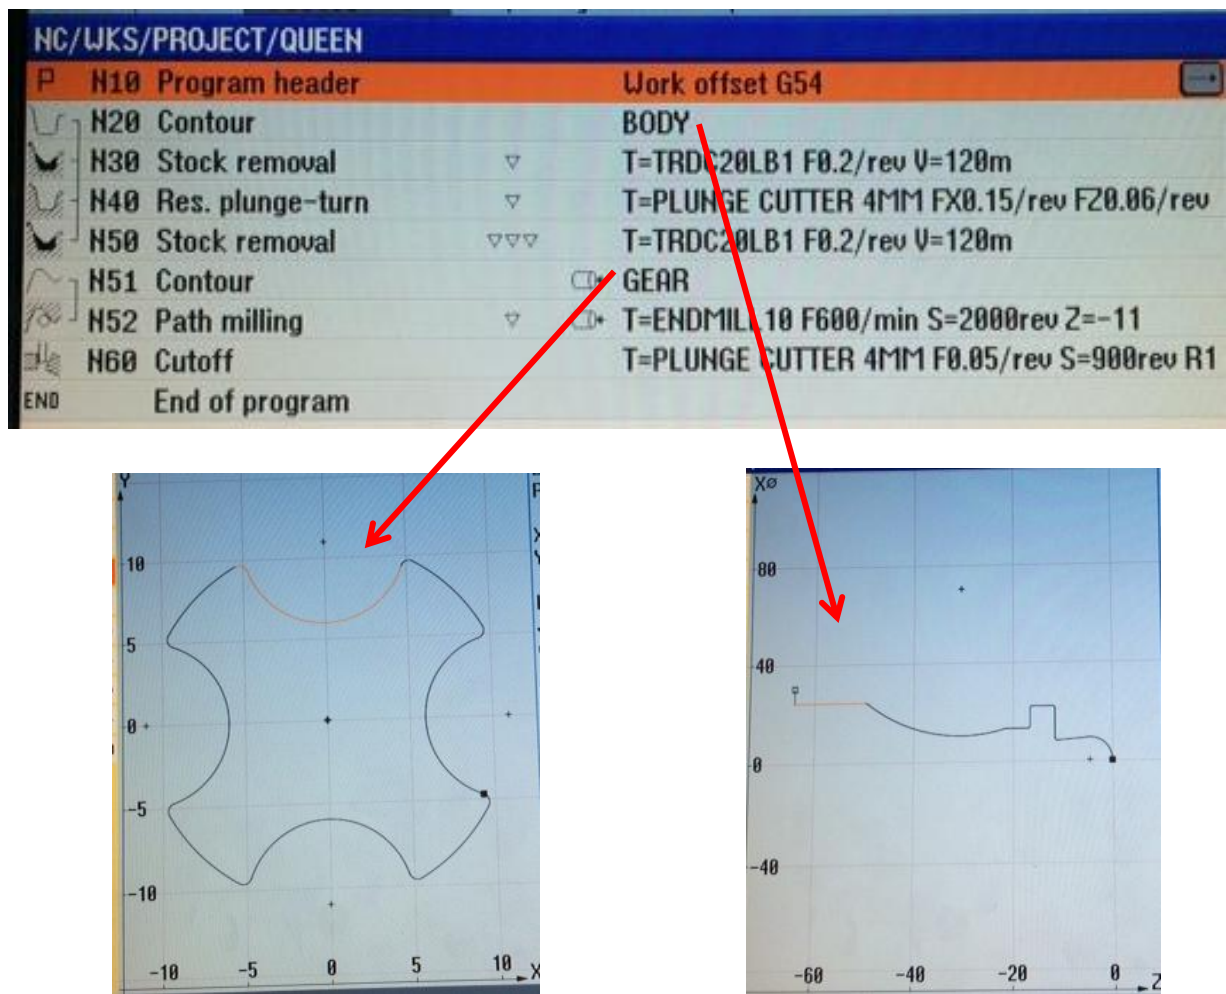 NC/WKS/PROJECT/QUEEN
P N10 Program header Work offset G54
N20 Contour BODY
N30 Stock removal ▽ T=TRDC20LB1 F0.2/rev V=120m
N40 Res. plunge-turn ▽ T=PLUNGE CUTTER 4MM FX0.15/rev FZ0.06/rev
N50 Stock removal ▽▽▽ T=TRDC20LB1 F0.2/rev V=120m
N51 Contour GEAR
N52 Path milling ▽ T=ENDMILL10 F600/min S=2000rev Z=-11
N60 Cutoff T=PLUNGE CUTTER 4MM F0.05/rev S=900rev R1
END End of program
Y
10
5
0
-5
-10
-10 -5 0 5 10 X
XØ
80
40
0
-40
-60 -40 -20 0 Z